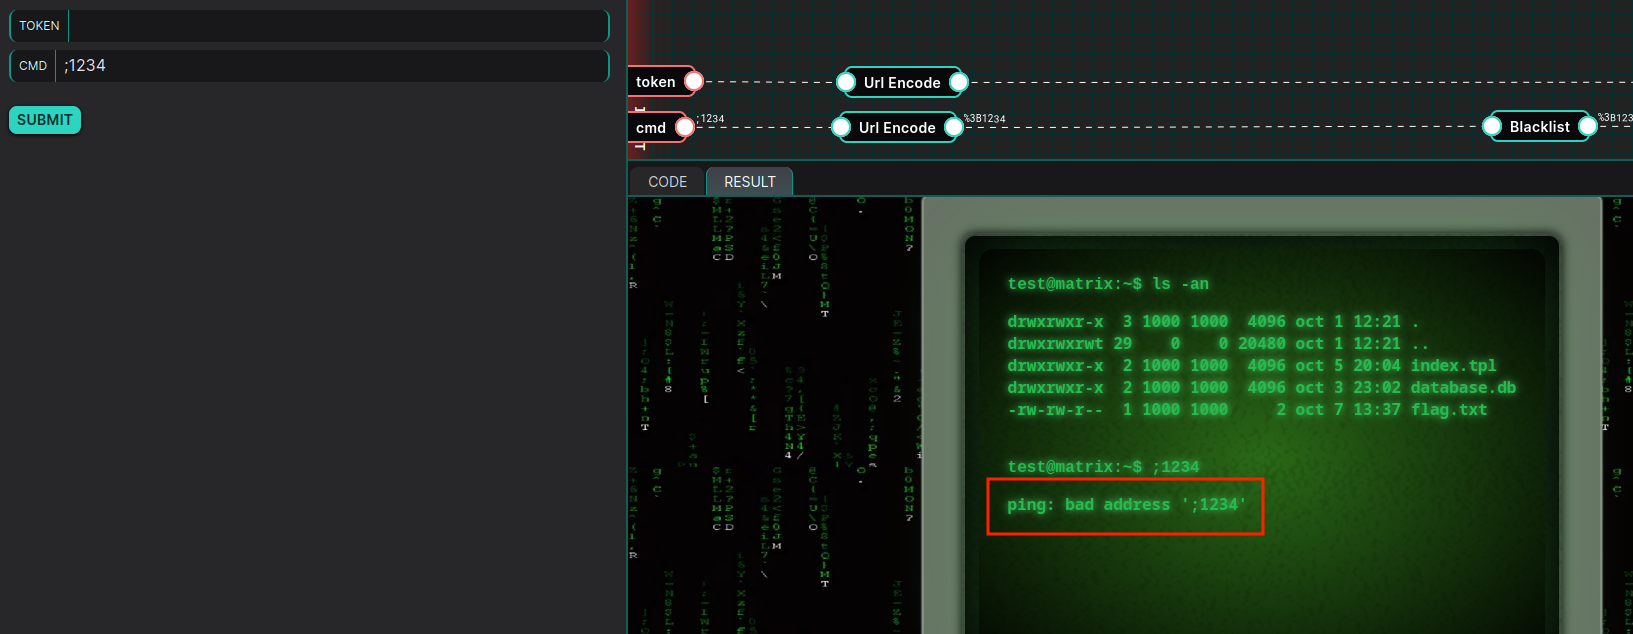 TOKEN
CMD ;1234
SUBMIT
token Url Encode
cmd ;1234 Url Encode %3B1234 Blacklist %3B123
CODE RESULT
test@matrix:~$ ls -an
drwxrwxr-x 3 1000 1000 4096 oct 1 12:21 .
drwxrwxrwt 29 0 0 20480 oct 1 12:21 ..
drwxrwxr-x 2 1000 1000 4096 oct 5 20:04 index.tpl
drwxrwxr-x 2 1000 1000 4096 oct 3 23:02 database.db
-rw-rw-r-- 1 1000 1000 2 oct 7 13:37 flag.txt
test@matrix:~$ ;1234
ping: bad address ';1234'